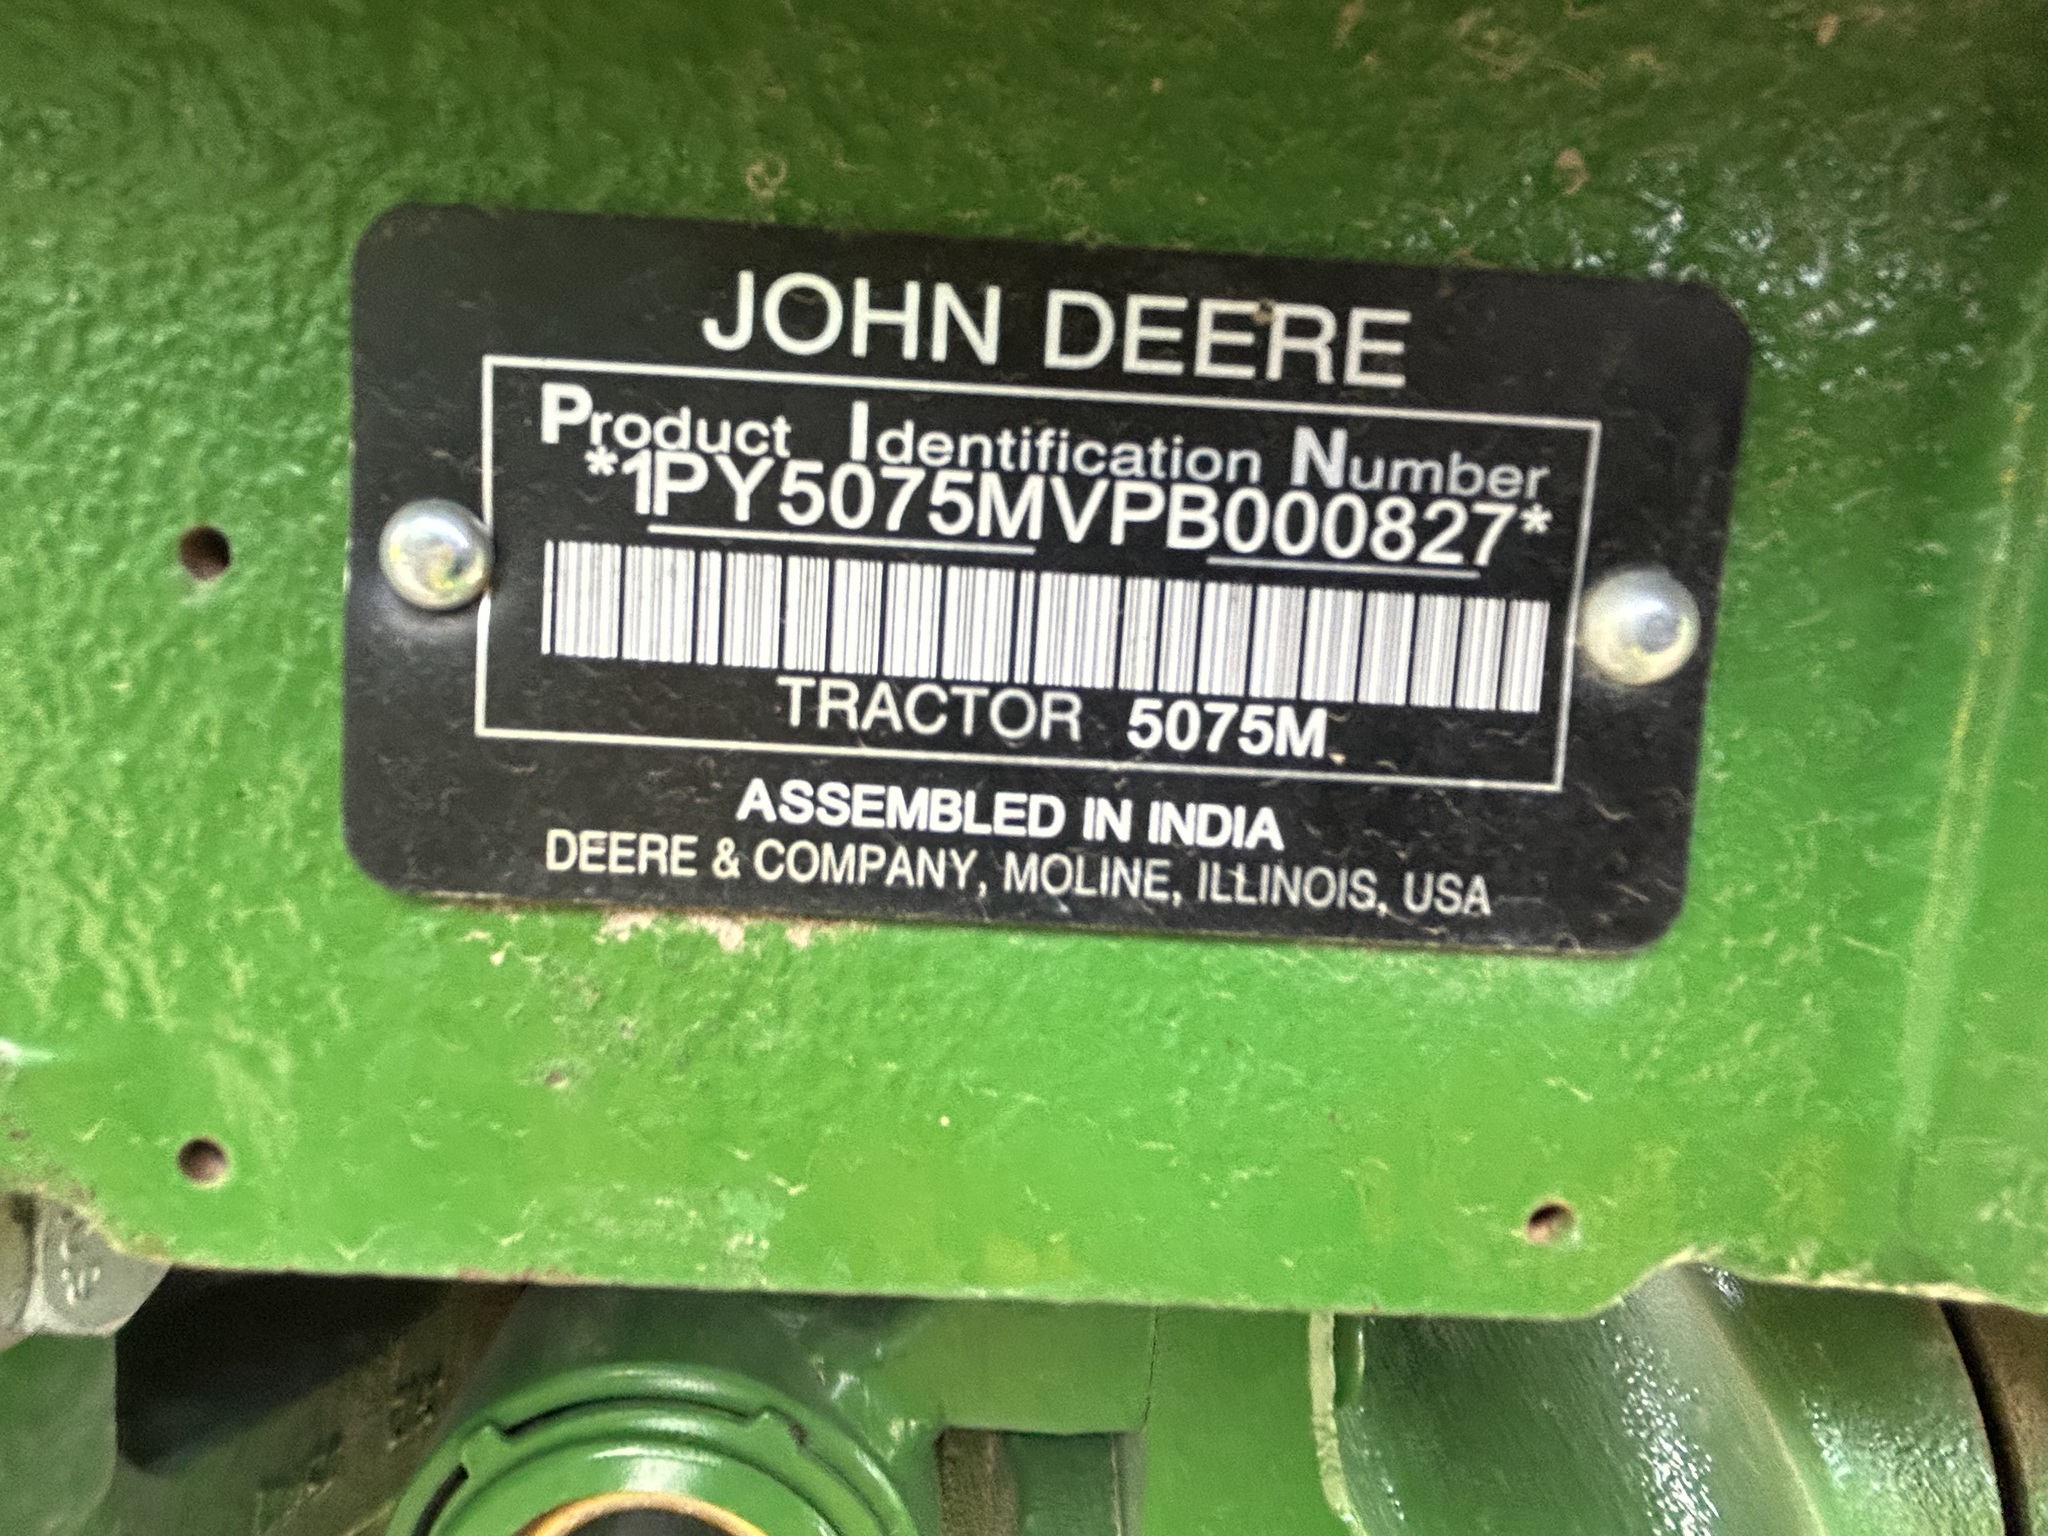 JOHN DEERE
Product Identification Number
*1PY5075MVPB000827*
TRACTOR 5075M
ASSEMBLED IN INDIA
DEERE & COMPANY, MOLINE, ILLINOIS, USA